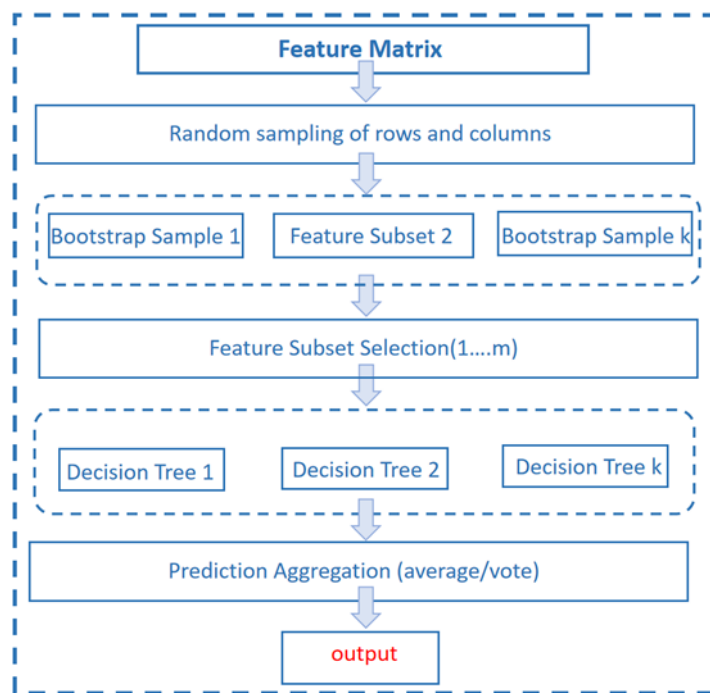 Feature Matrix
Random sampling of rows and columns
Bootstrap Sample 1
Feature Subset 2
Bootstrap Sample k
Feature Subset Selection(1....m)
Decision Tree 1
Decision Tree 2
Decision Tree k
Prediction Aggregation (average/vote)
output